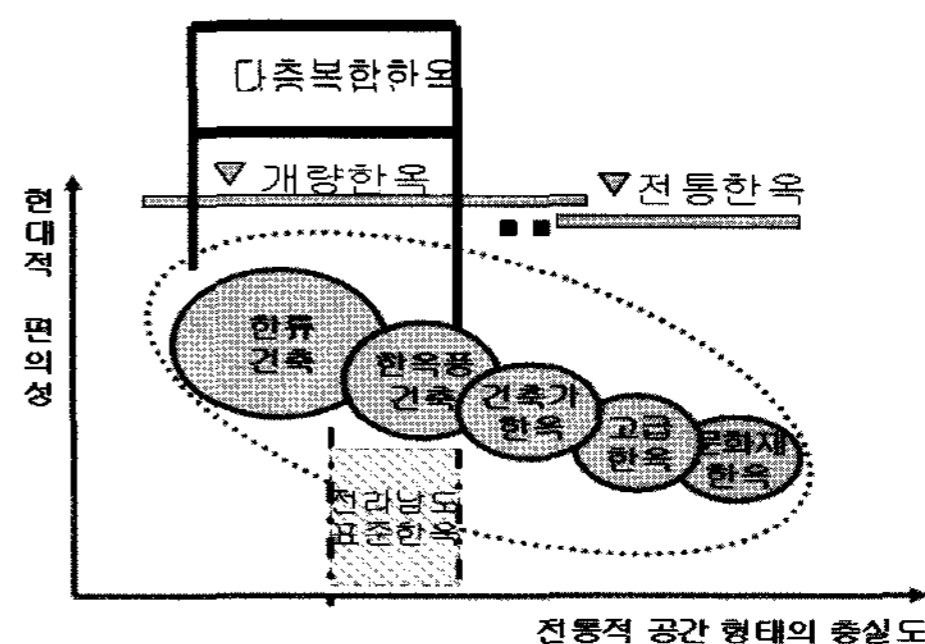 다층복합한옥
▼ 개량한옥
▼ 전통한옥
현대적 편의성
한류
건축
한옥풍
건축
건축가
한옥
고급
한옥
문화재
한옥
전라남도
표준한옥
전통적 공간 형태의 충실도